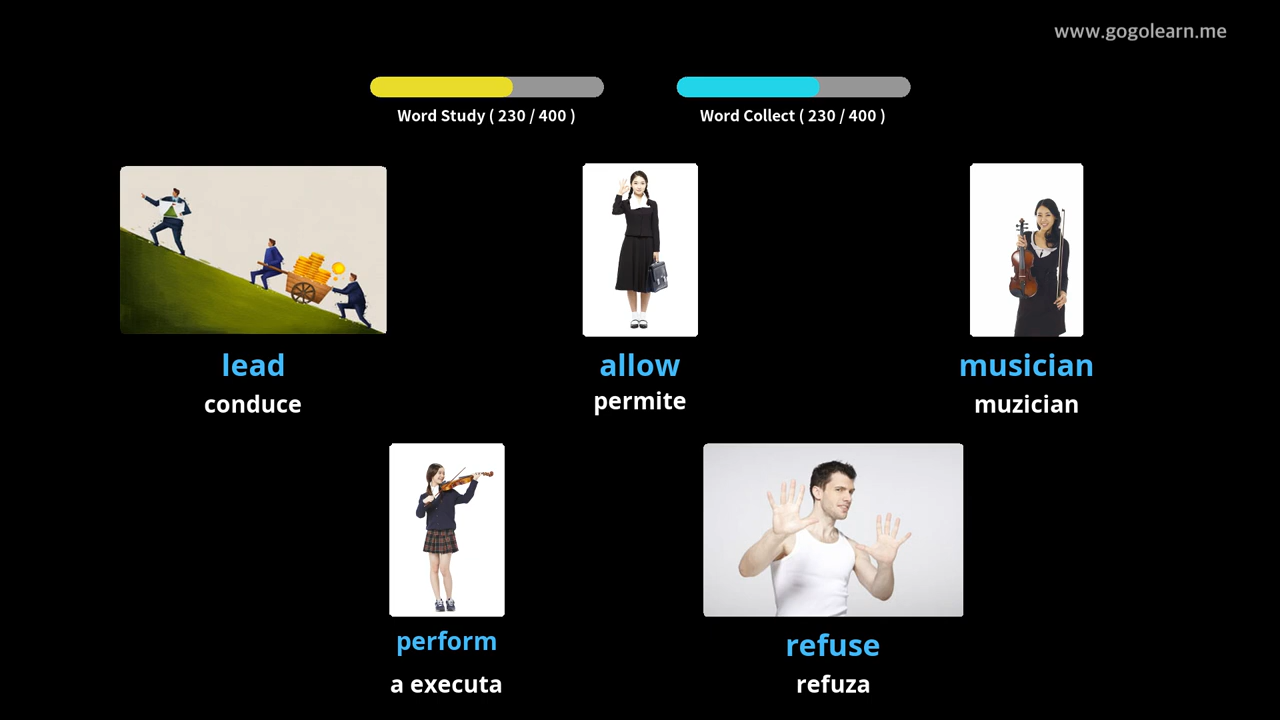 www.gogolearn.me
Word Study ( 230 / 400 )
Word Collect ( 230 / 400 )
lead
conduce
allow
permite
musician
muzician
perform
a executa
refuse
refuza